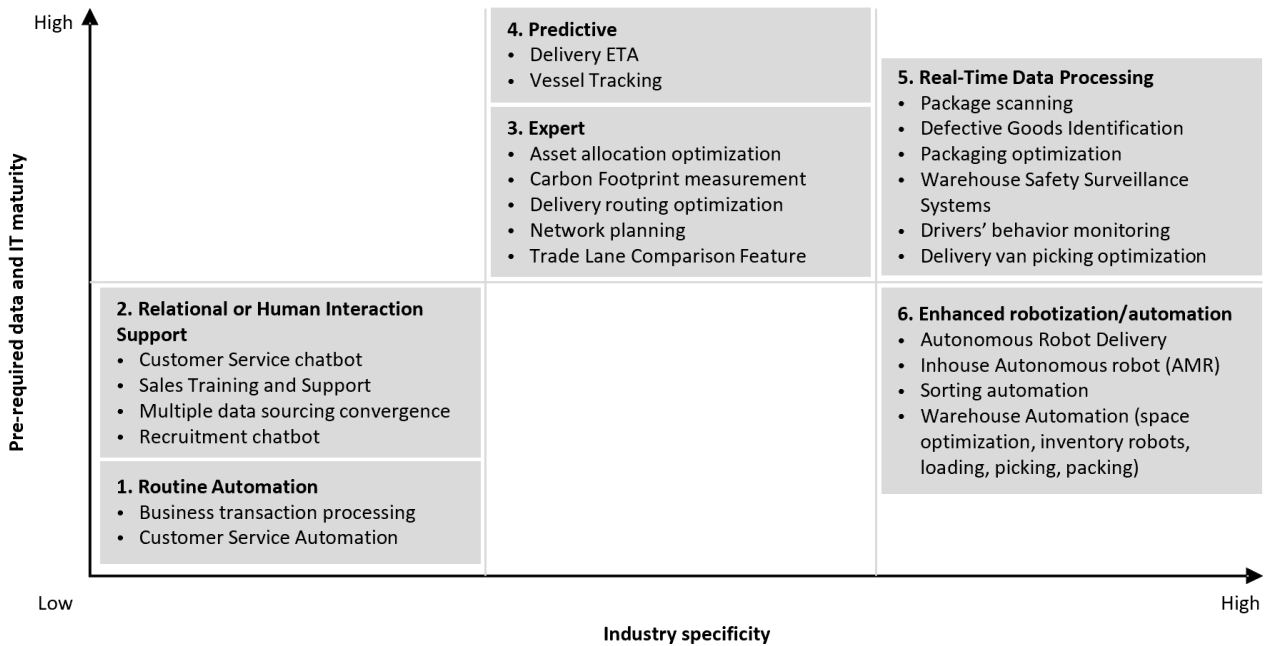 High
Pre-required data and IT maturity
4. Predictive
• Delivery ETA
• Vessel Tracking
3. Expert
• Asset allocation optimization
• Carbon Footprint measurement
• Delivery routing optimization
• Network planning
• Trade Lane Comparison Feature
5. Real-Time Data Processing
• Package scanning
• Defective Goods Identification
• Packaging optimization
• Warehouse Safety Surveillance
Systems
• Drivers’ behavior monitoring
• Delivery van picking optimization
2. Relational or Human Interaction
Support
• Customer Service chatbot
• Sales Training and Support
• Multiple data sourcing convergence
• Recruitment chatbot
1. Routine Automation
• Business transaction processing
• Customer Service Automation
6. Enhanced robotization/automation
• Autonomous Robot Delivery
• Inhouse Autonomous robot (AMR)
• Sorting automation
• Warehouse Automation (space
optimization, inventory robots,
loading, picking, packing)
Low
High
Industry specificity